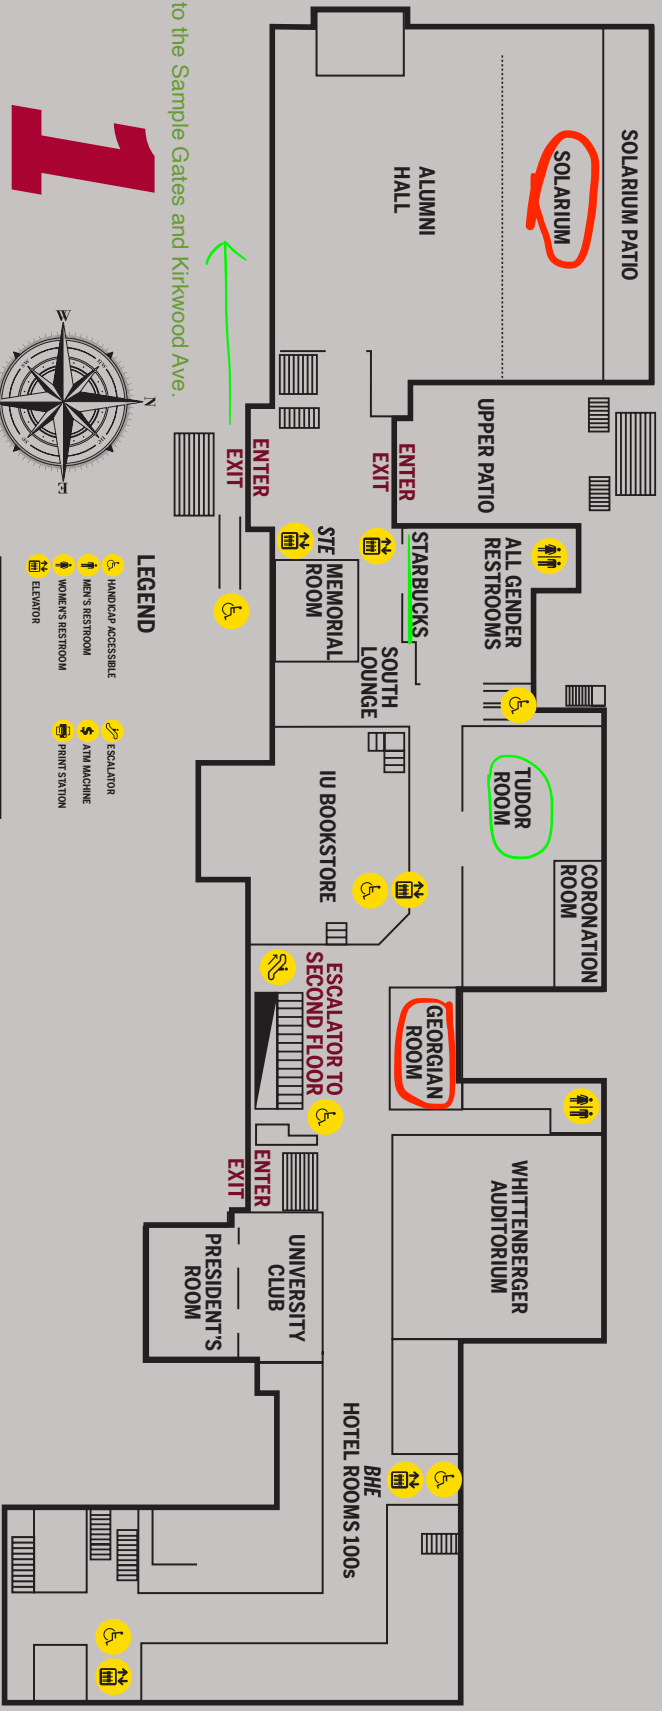 to the Sample Gates and Kirkwood Ave.
1
SOLARIUM PATIO
SOLARIUM
ALUMNI
HALL
UPPER PATIO
ENTER
EXIT
ENTER
EXIT
ALL GENDER
RESTROOMS
STARBUCKS
STE
MEMORIAL
ROOM
SOUTH
LOUNGE
TUDOR
ROOM
CORONATION
ROOM
IU BOOKSTORE
ESCALATOR TO
SECOND FLOOR
GEORGIAN
ROOM
ENTER
EXIT
WHITTENBERGER
AUDITORIUM
UNIVERSITY
CLUB
PRESIDENT'S
ROOM
BHE
HOTEL ROOMS 100s
W
N
E
LEGEND
HANDICAP ACCESSIBLE
MEN'S RESTROOM
WOMEN'S RESTROOM
ELEVATOR
ESCALATOR
$ ATM MACHINE
PRINT STATION